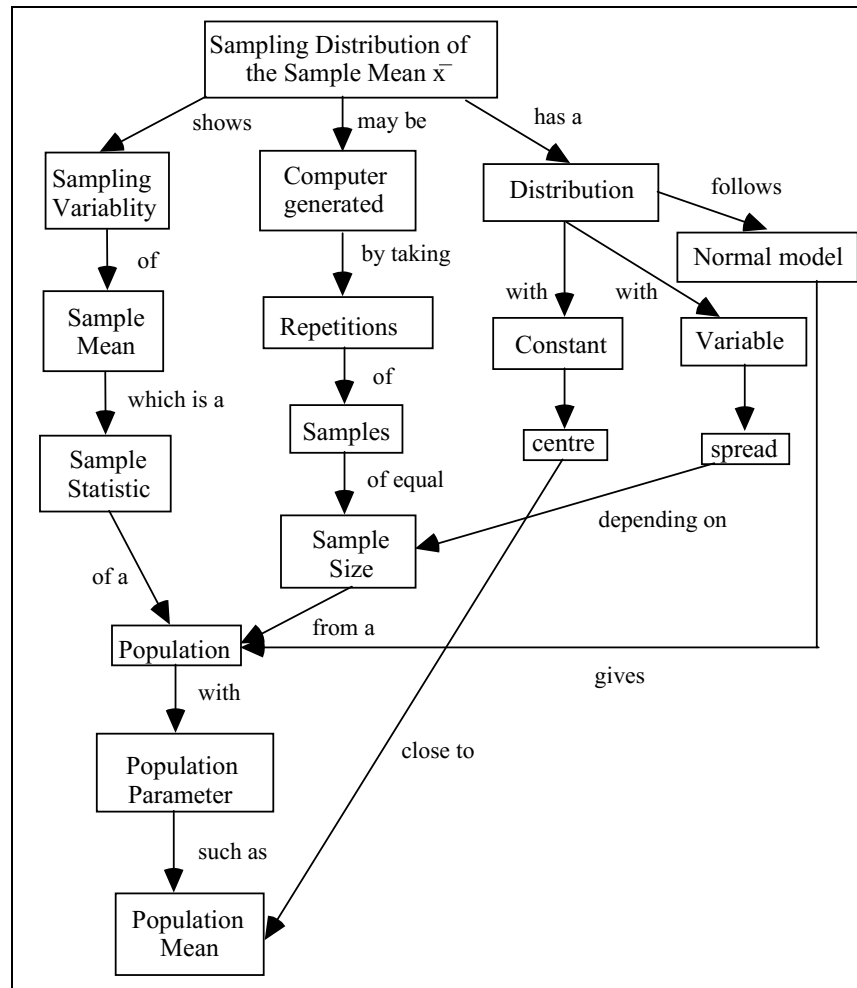 Sampling Distribution of
the Sample Mean x̄
shows
may be
has a
Sampling
Variablity
Computer
generated
Distribution
follows
Normal model
of
by taking
with
with
Sample
Mean
Repetitions
Constant
Variable
which is a
of
Samples
centre
spread
Sample
Statistic
of equal
depending on
Sample
Size
of a
from a
Population
gives
with
close to
Population
Parameter
such as
Population
Mean